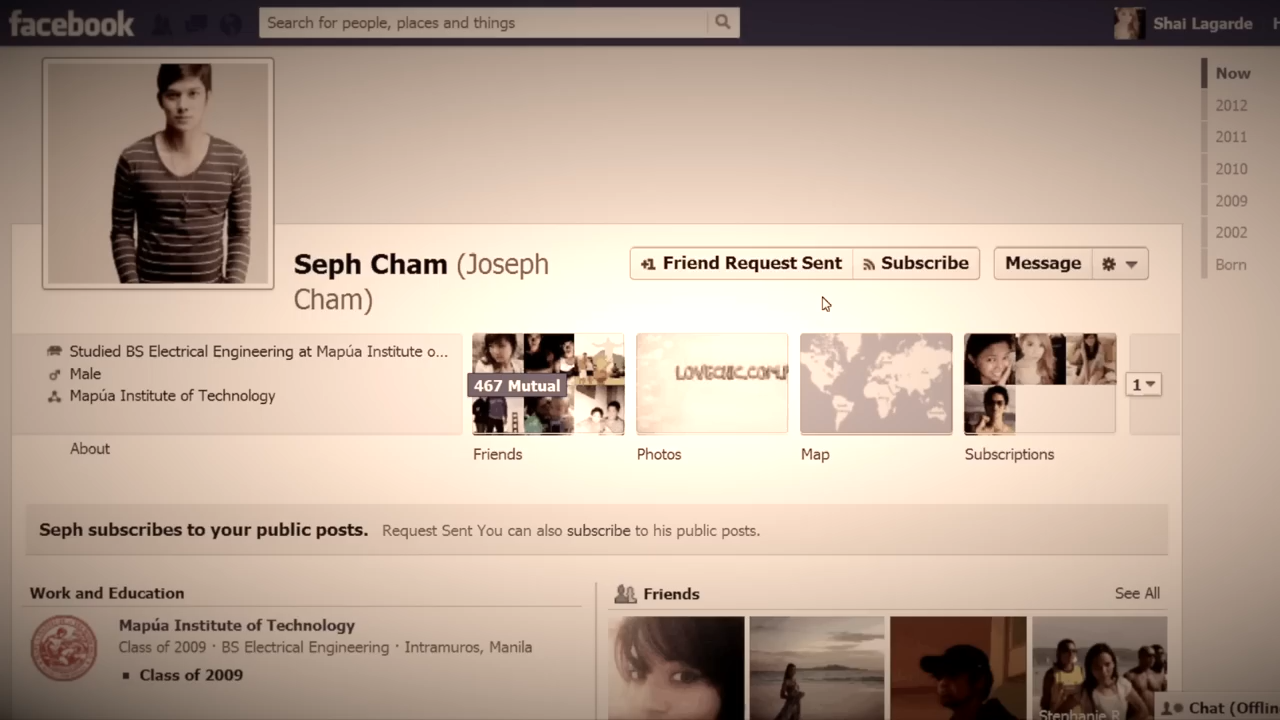 facebook
Search for people, places and things
Shai Lagarde
Now
2012
2011
2010
2009
2002
Born
Seph Cham (Joseph
Cham)
+1 Friend Request Sent
Subscribe
Message
Studied BS Electrical Engineering at Mapúa Institute o...
Male
Mapúa Institute of Technology
About
467 Mutual
LOVECHIC.COM
1
Friends
Photos
Map
Subscriptions
Seph subscribes to your public posts. Request Sent You can also subscribe to his public posts.
Work and Education
Mapúa Institute of Technology
Class of 2009 · BS Electrical Engineering · Intramuros, Manila
Class of 2009
Friends
See All
Stephanie R
Chat (Offlin